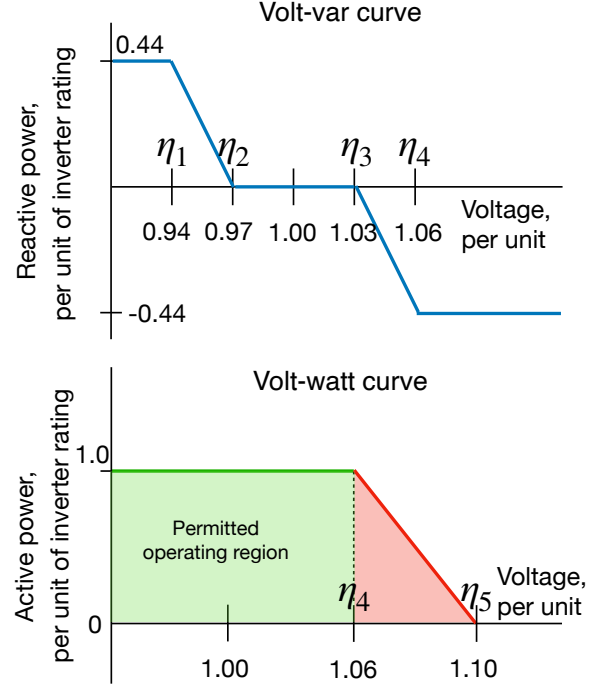 Volt-var curve
Reactive power,
per unit of inverter rating
0.44
η1 η2 η3 η4
0.94 0.97 1.00 1.03 1.06
Voltage,
per unit
-0.44
Volt-watt curve
Active power,
per unit of inverter rating
1.0
Permitted
operating region
η4 η5
Voltage,
per unit
0
1.00 1.06 1.10